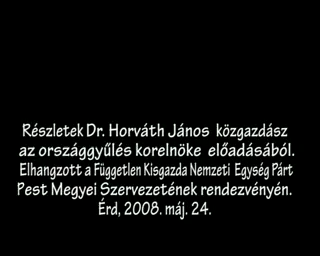 Részletek Dr. Horváth János közgazdász
az országgyűlés korelnöke előadásából.
Elhangzott a Független Kisgazda Nemzeti Egység Párt
Pest Megyei Szervezetének rendezvényén.
Érd, 2008. máj. 24.